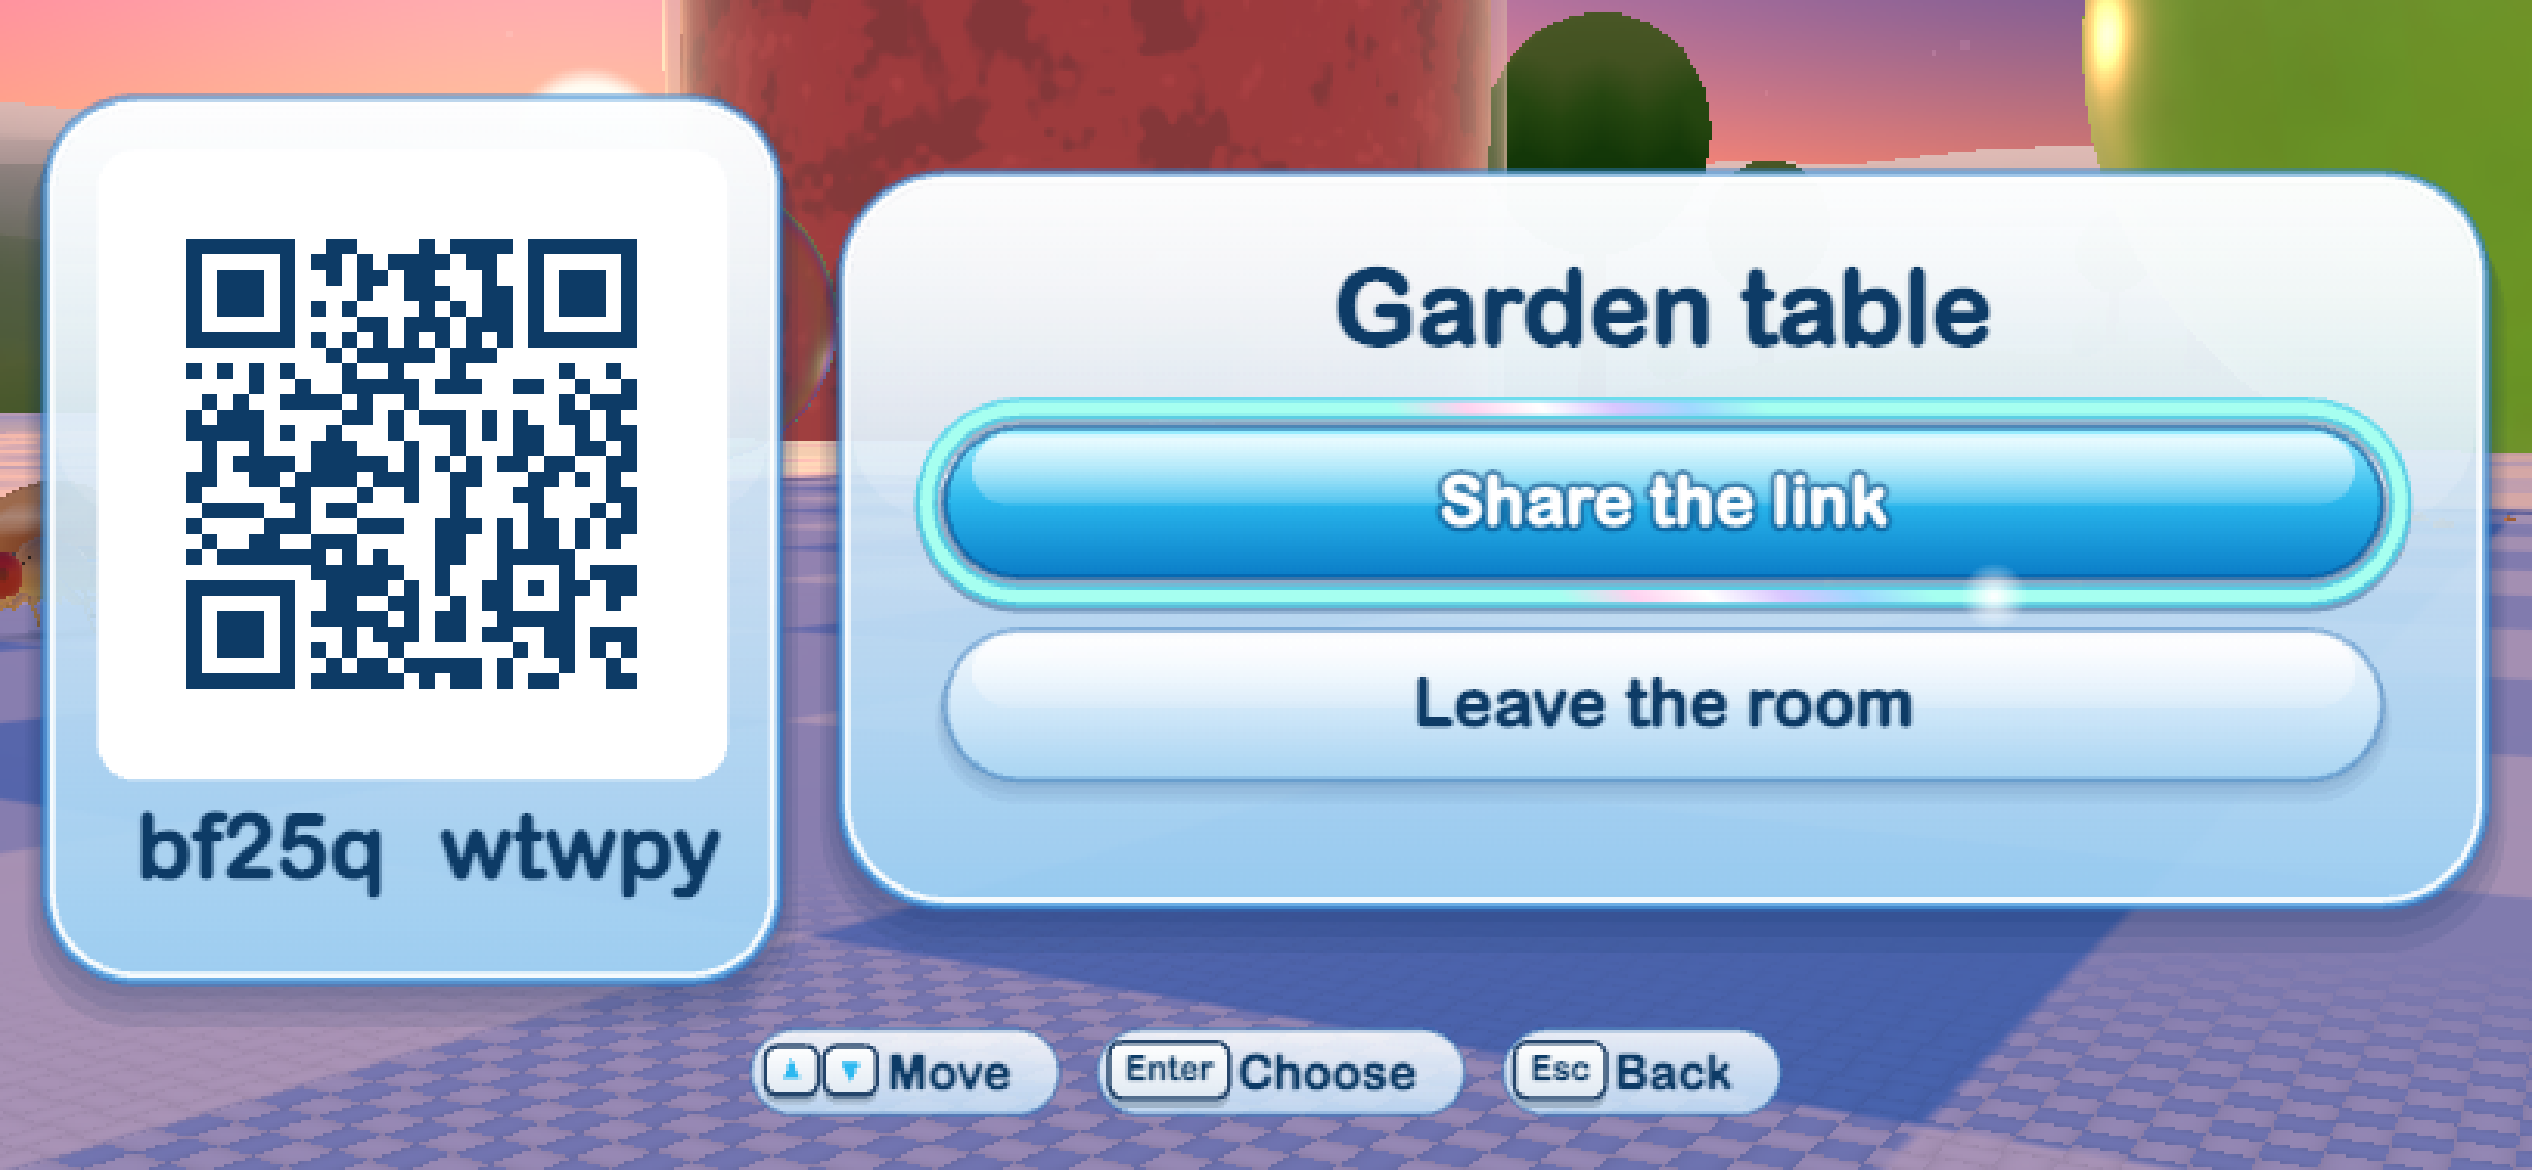 Garden table
Share the link
Leave the room
bf25q wtwpy
Move Enter Choose Esc Back